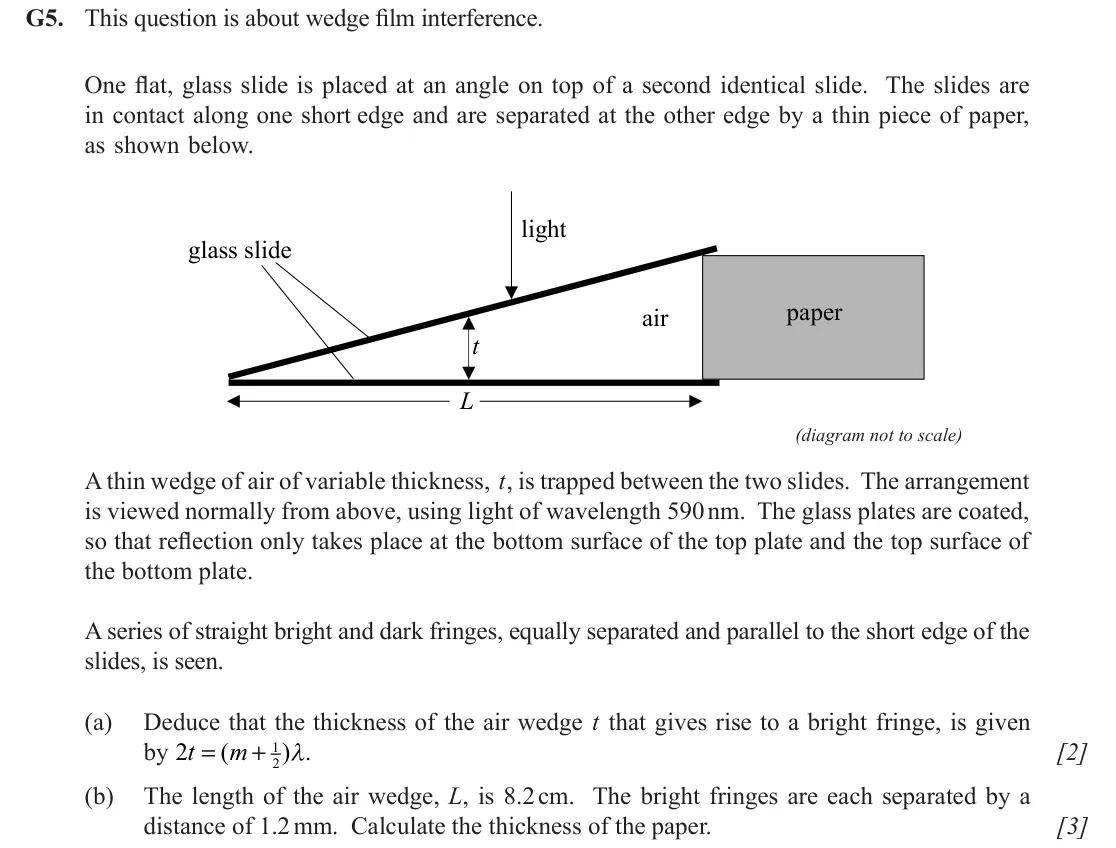 G5. This question is about wedge film interference.
One flat, glass slide is placed at an angle on top of a second identical slide. The slides are
in contact along one short edge and are separated at the other edge by a thin piece of paper,
as shown below.
light
glass slide
air
paper
t
L
(diagram not to scale)
A thin wedge of air of variable thickness, t, is trapped between the two slides. The arrangement
is viewed normally from above, using light of wavelength 590 nm. The glass plates are coated,
so that reflection only takes place at the bottom surface of the top plate and the top surface of
the bottom plate.
A series of straight bright and dark fringes, equally separated and parallel to the short edge of the
slides, is seen.
(a) Deduce that the thickness of the air wedge t that gives rise to a bright fringe, is given
by 2t = (m + 1/2)λ. [2]
(b) The length of the air wedge, L, is 8.2 cm. The bright fringes are each separated by a
distance of 1.2 mm. Calculate the thickness of the paper. [3]